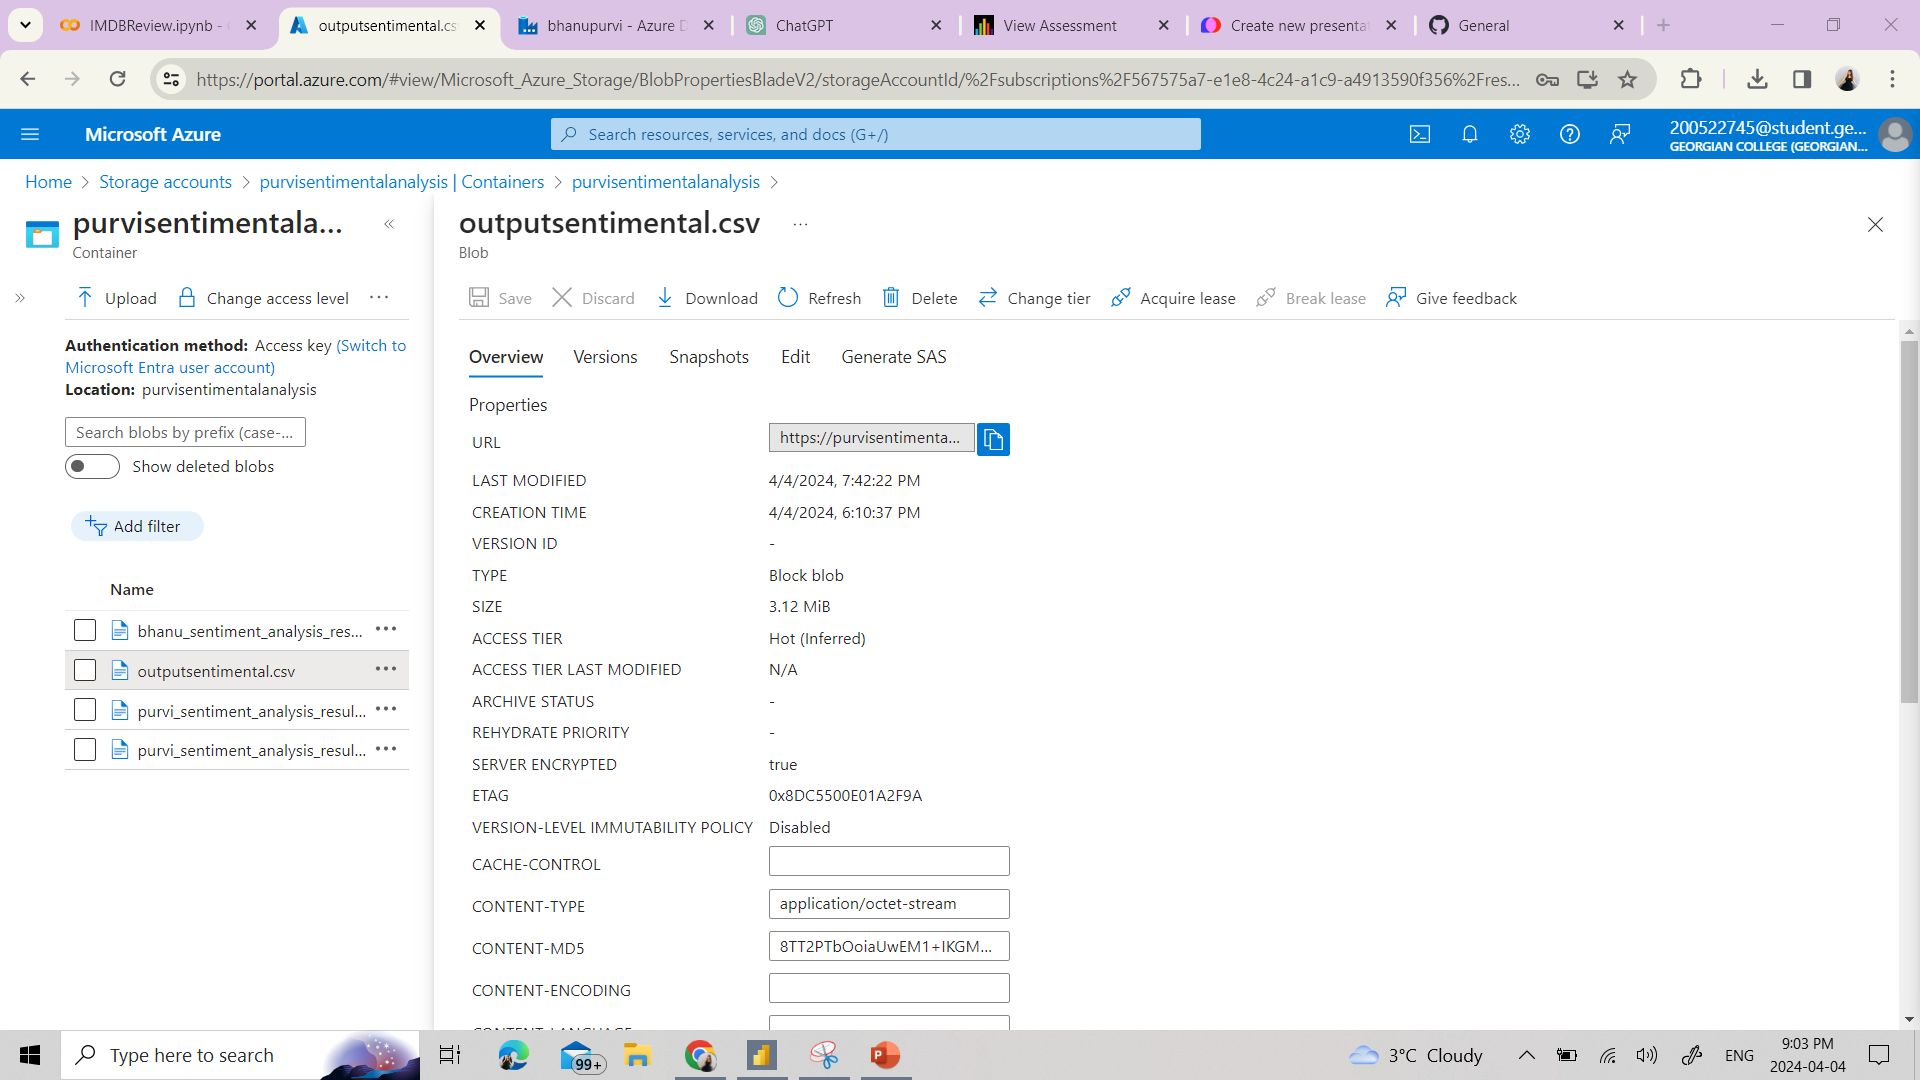 IMDBReview.ipynb - 
outputsentimental.cs
bhanupurvi - Azure D
ChatGPT
View Assessment
Create new presentat
General
https://portal.azure.com/#view/Microsoft_Azure_Storage/BlobPropertiesBladeV2/storageAccountId/%2Fsubscriptions%2F567575a7-e1e8-4c24-a1c9-a4913590f356%2Fres...
Microsoft Azure
Search resources, services, and docs (G+/)
200522745@student.ge...
GEORGIAN COLLEGE (GEORGIAN...
Home > Storage accounts > purvisentimentalanalysis | Containers > purvisentimentalanalysis >
purvisentimentala...
Container
Upload
Change access level
Authentication method: Access key (Switch to
Microsoft Entra user account)
Location: purvisentimentalanalysis
Search blobs by prefix (case-...
Show deleted blobs
Add filter
Name
bhanu_sentiment_analysis_res...
outputsentimental.csv
purvi_sentiment_analysis_resul...
purvi_sentiment_analysis_resul...
outputsentimental.csv
Blob
Save
Discard
Download
Refresh
Delete
Change tier
Acquire lease
Break lease
Give feedback
Overview
Versions
Snapshots
Edit
Generate SAS
Properties
URL https://purvisentimenta...
LAST MODIFIED 4/4/2024, 7:42:22 PM
CREATION TIME 4/4/2024, 6:10:37 PM
VERSION ID -
TYPE Block blob
SIZE 3.12 MiB
ACCESS TIER Hot (Inferred)
ACCESS TIER LAST MODIFIED N/A
ARCHIVE STATUS -
REHYDRATE PRIORITY -
SERVER ENCRYPTED true
ETAG 0x8DC5500E01A2F9A
VERSION-LEVEL IMMUTABILITY POLICY Disabled
CACHE-CONTROL
CONTENT-TYPE application/octet-stream
CONTENT-MD5 8TT2PTbOoiaUwEM1+IKGM...
CONTENT-ENCODING
CONTENT-LANGUAGE
Type here to search
99+
3°C Cloudy
ENG
9:03 PM
2024-04-04